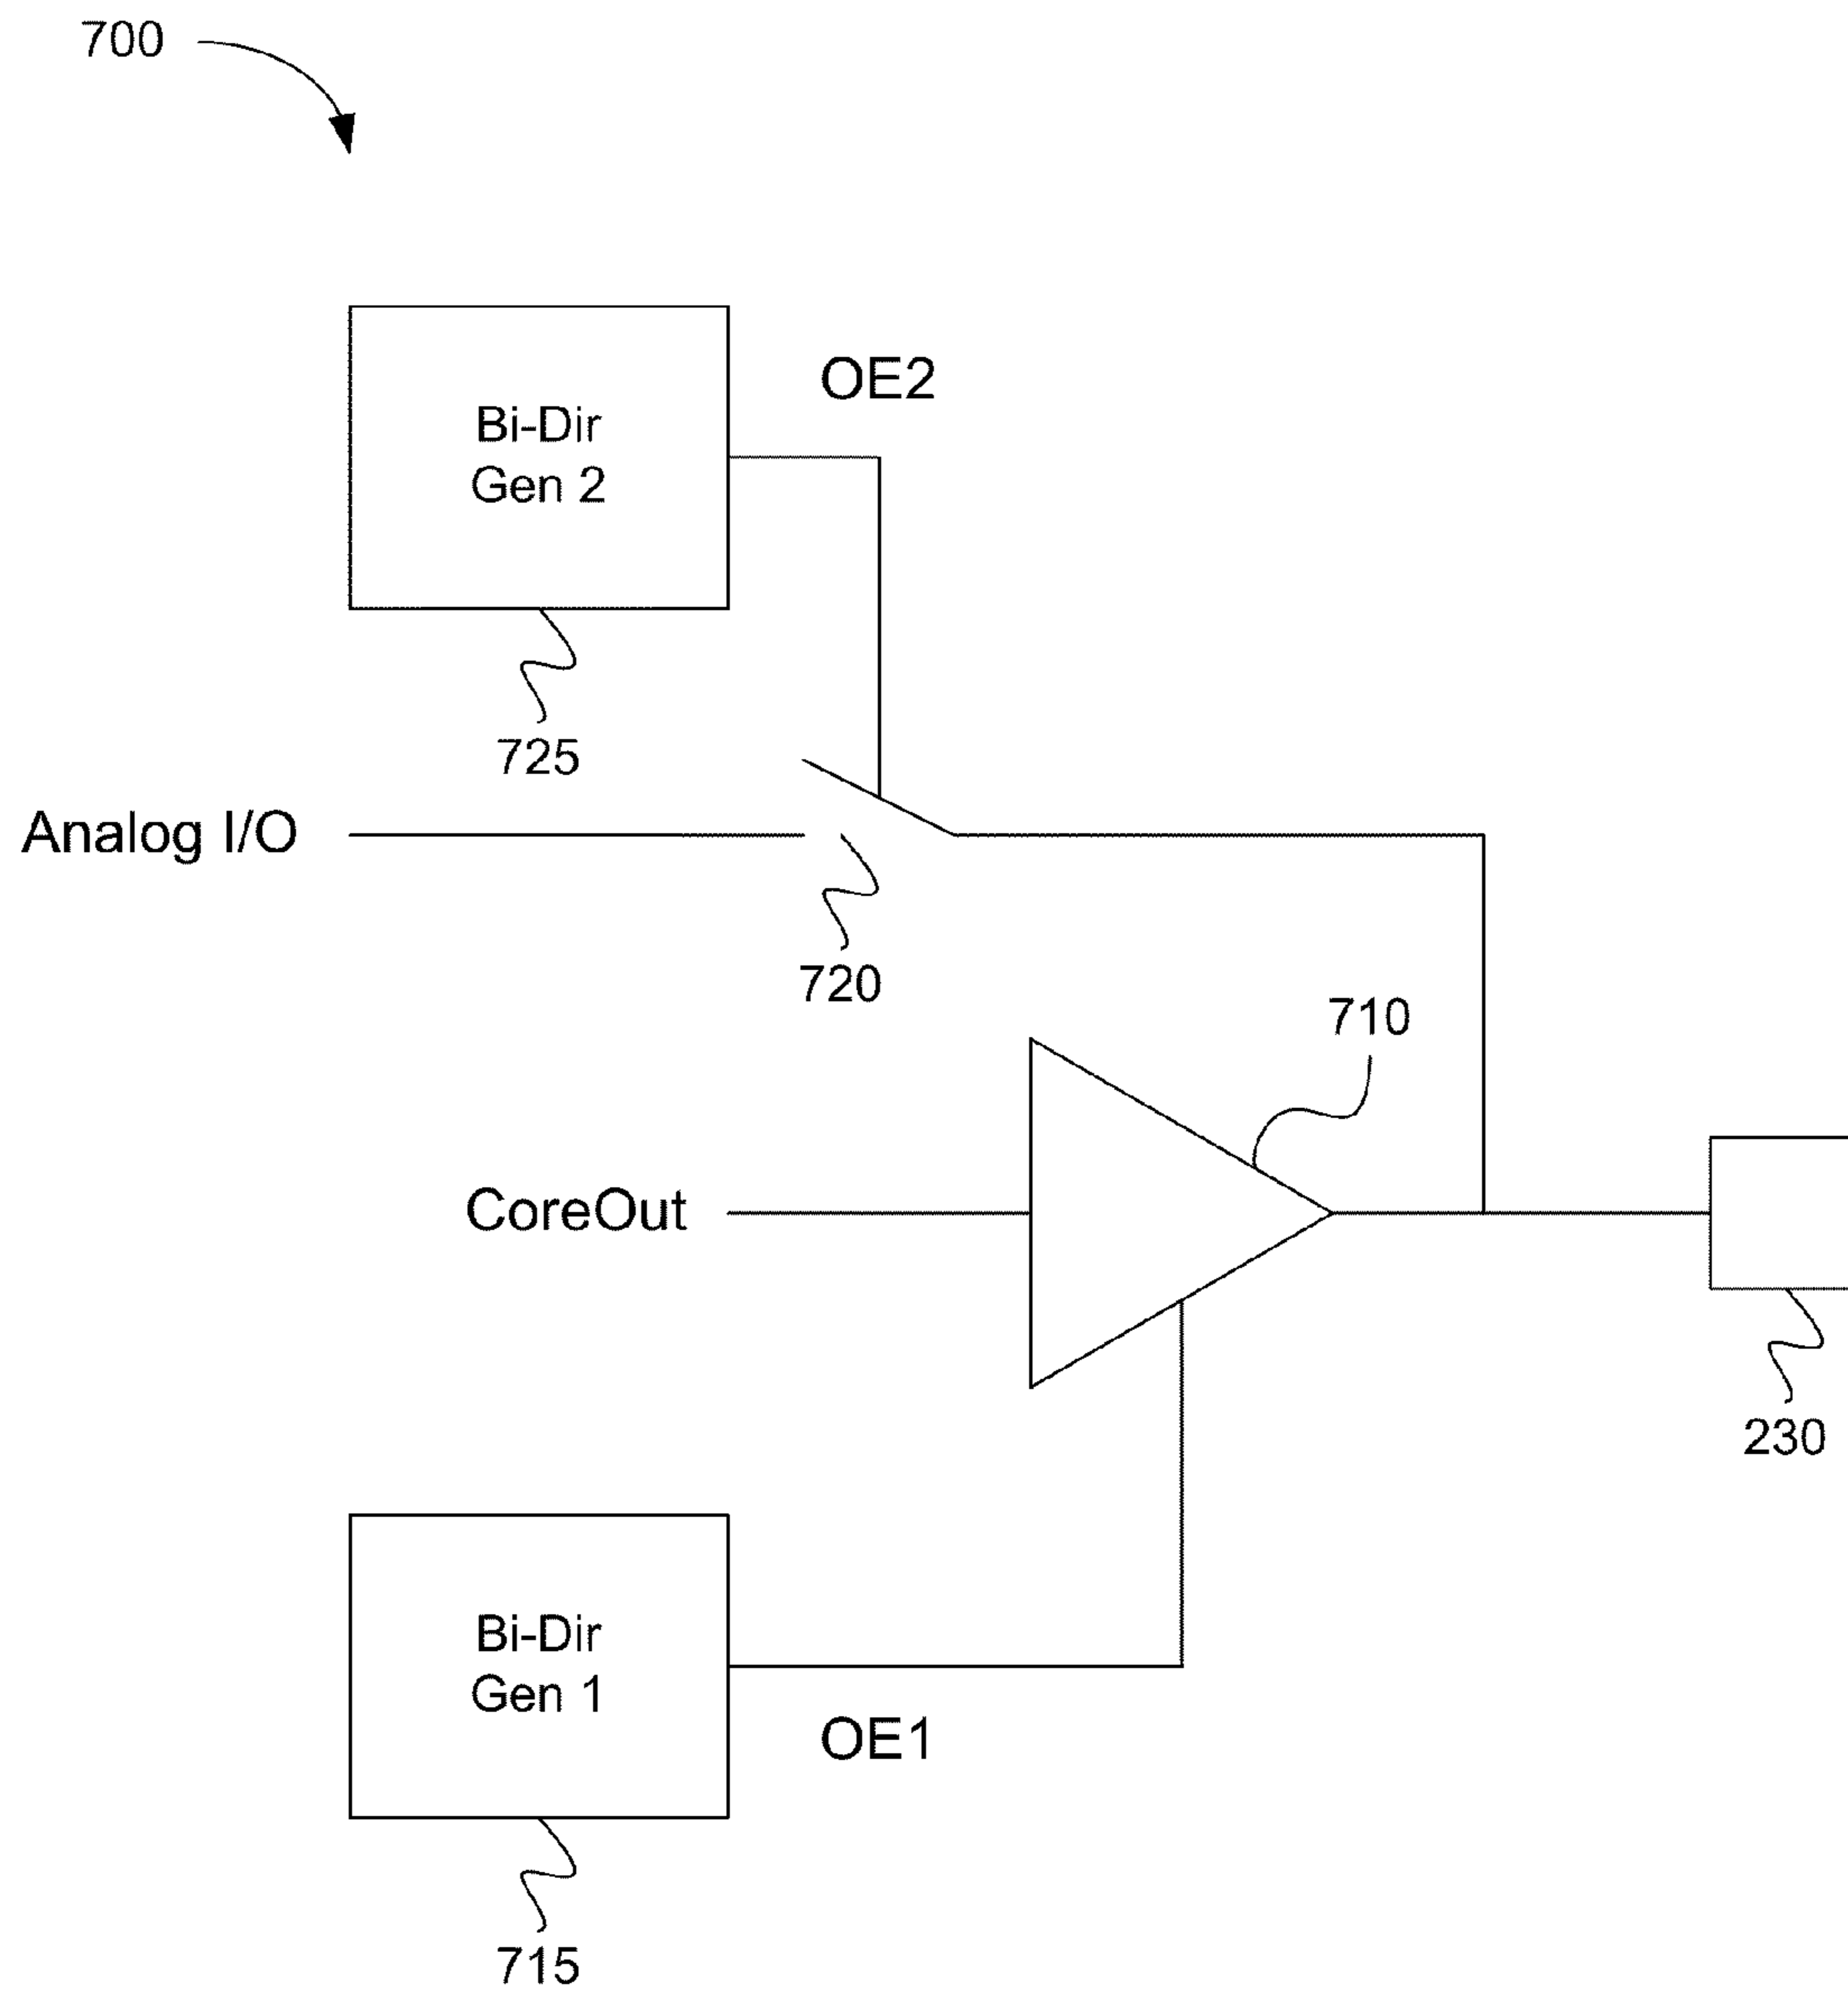 700
Bi-Dir
Gen 2
OE2
725
Analog I/O
720
710
CoreOut
230
Bi-Dir
Gen 1
OE1
715